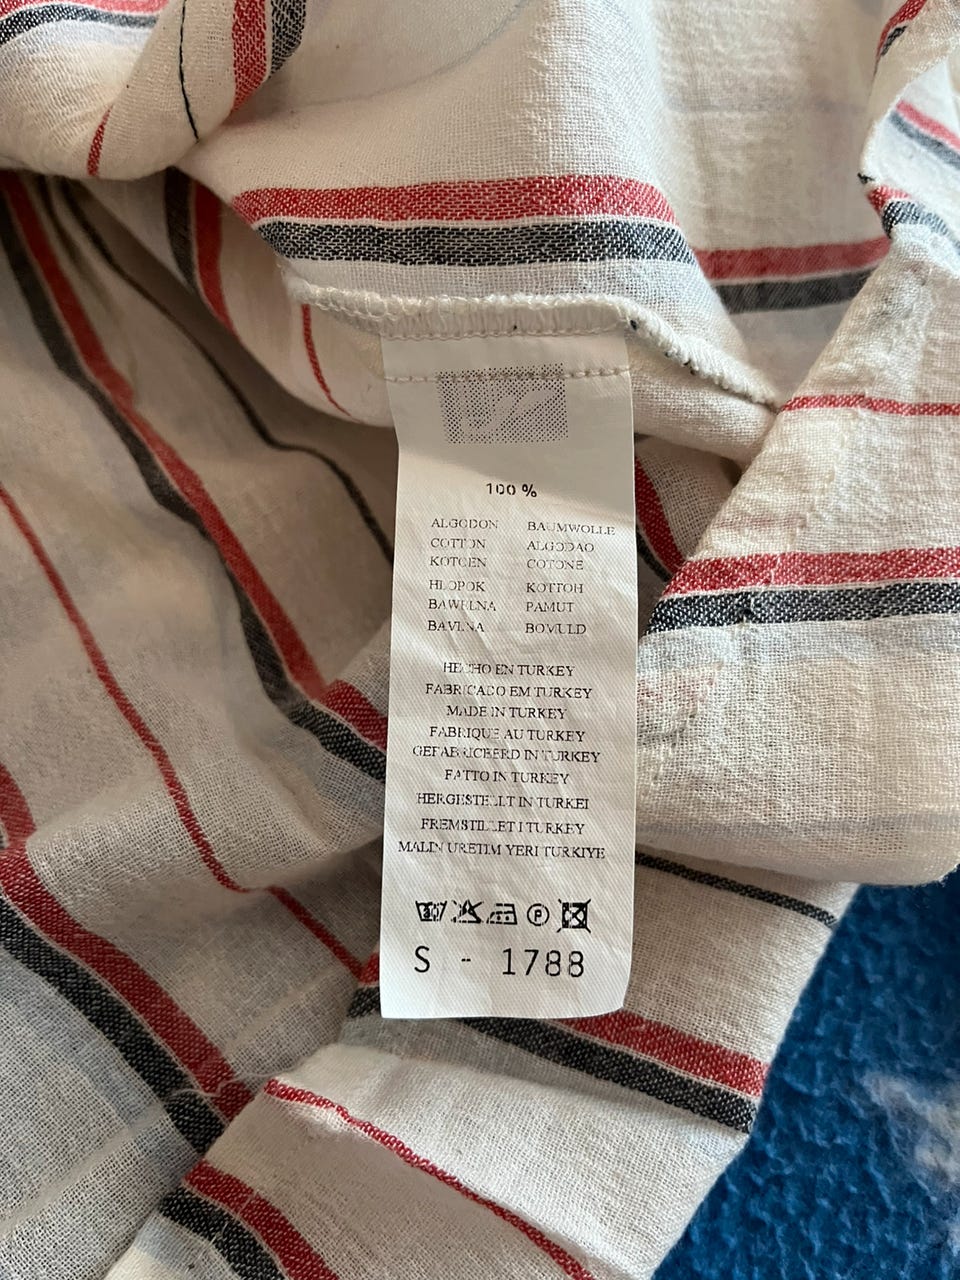 100 %
ALGODON BAUMWOLLE
COTTON ALGODAO
KOTOEN COTONE
HLOPOK KOTTOH
BAWELNA PAMUT
BAVLNA BOVULD
HECHO EN TURKEY
FABRICADO EM TURKEY
MADE IN TURKEY
FABRIQUE AU TURKEY
GEFABRICEERD IN TURKEY
FATTO IN TURKEY
HERGESTELLT IN TURKEI
FREMSTILLET I TURKEY
MALIN URETIM YERI TURKIYE
P
S - 1788